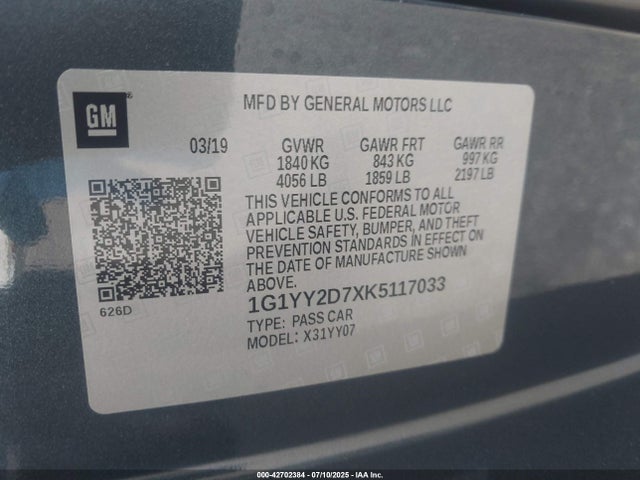 GM
MFD BY GENERAL MOTORS LLC
03/19 GVWR GAWR FRT GAWR RR
1840 KG 843 KG 997 KG
4056 LB 1859 LB 2197 LB
THIS VEHICLE CONFORMS TO ALL
APPLICABLE U.S. FEDERAL MOTOR
VEHICLE SAFETY, BUMPER, AND THEFT
PREVENTION STANDARDS IN EFFECT ON
THE DATE OF MANUFACTURE SHOWN
ABOVE.
626D
1G1YY2D7XK5117033
TYPE: PASS CAR
MODEL: X31YY07
000-42702384 / 07/10/2025 - IAA Inc.